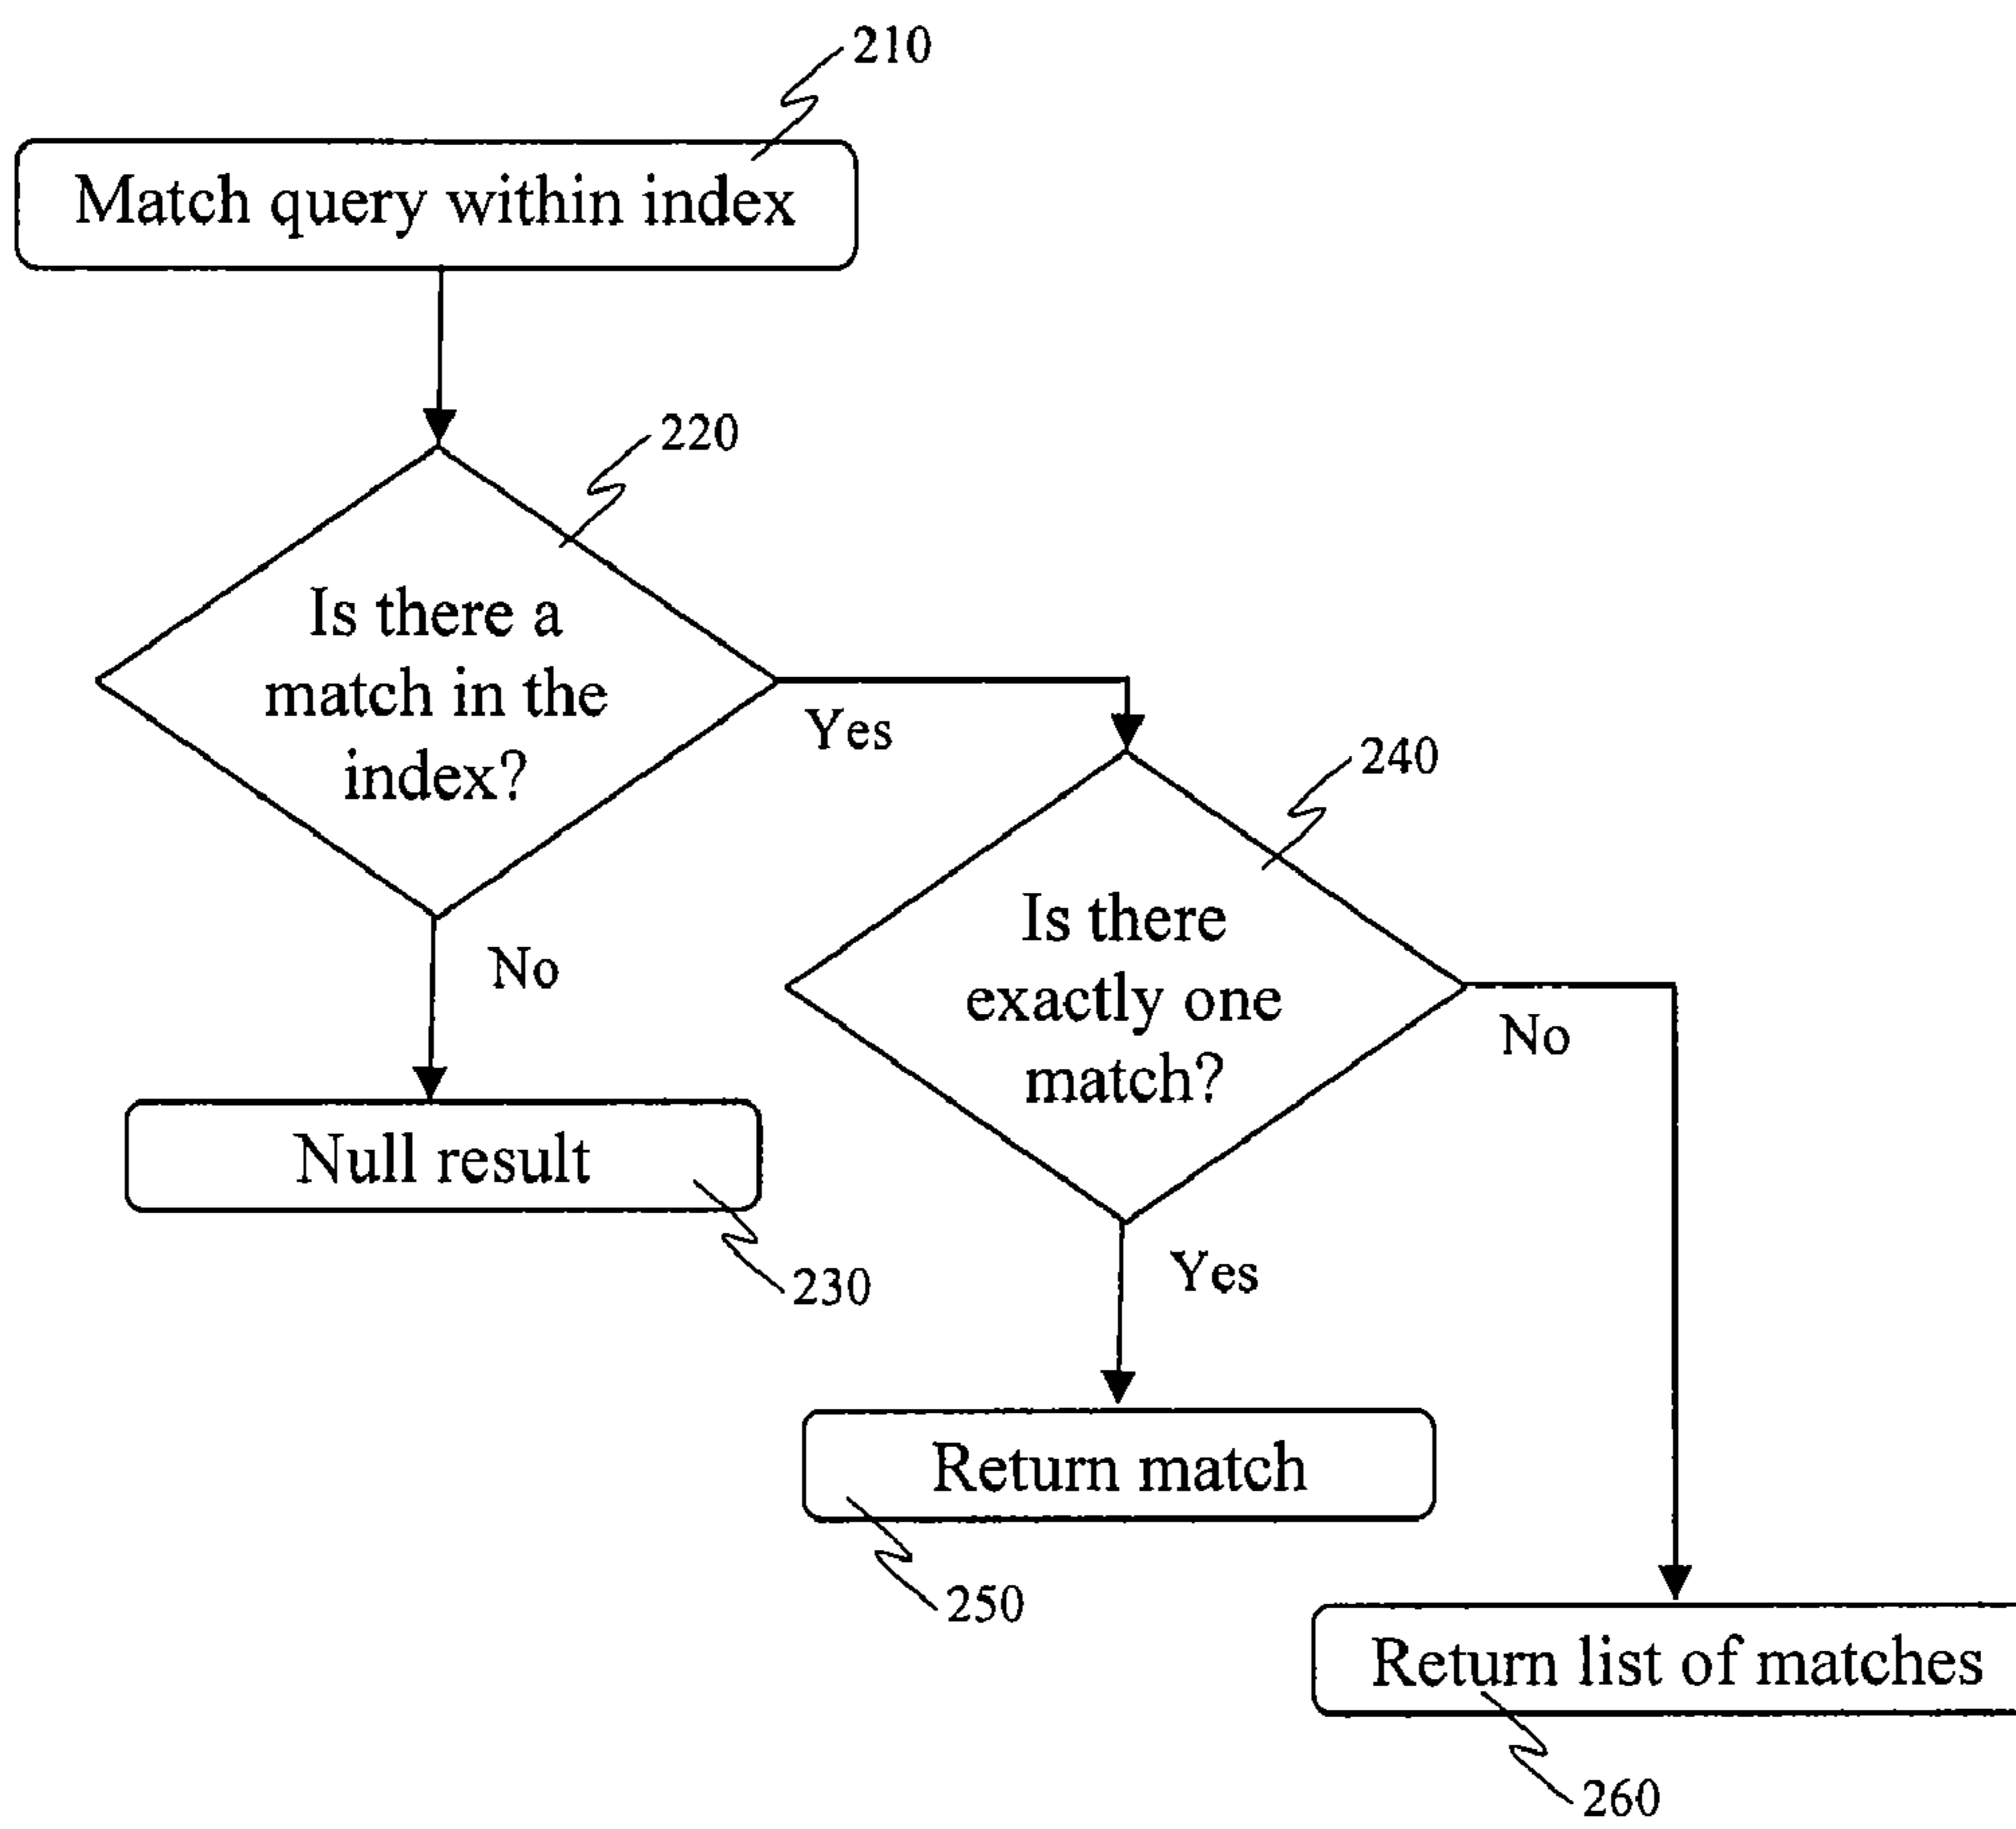 210
Match query within index
220
Is there a
match in the
index?
Yes
240
No
Is there
exactly one
match?
No
Null result
230
Yes
Return match
250
Return list of matches
260